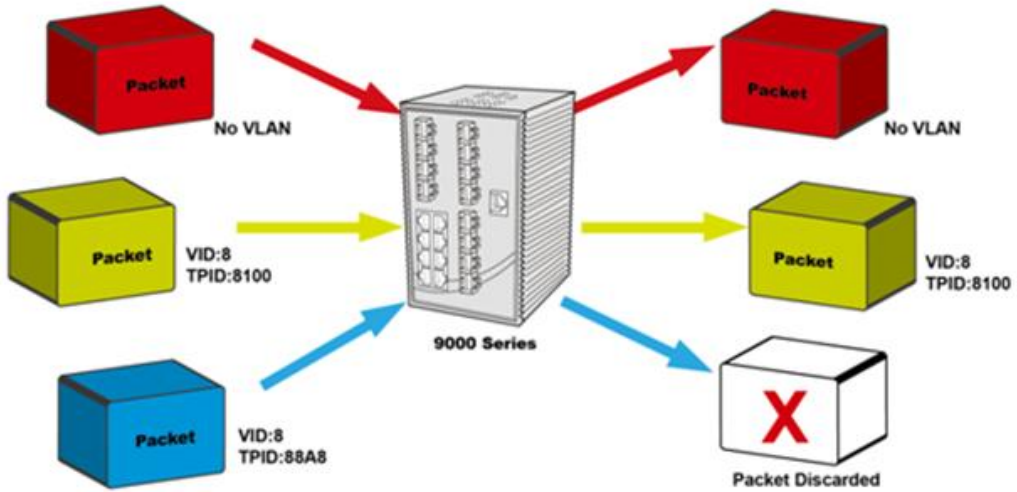 Packet
No VLAN
Packet
No VLAN
Packet
VID:8
TPID:8100
Packet
VID:8
TPID:8100
9000 Series
Packet
VID:8
TPID:88A8
X
Packet Discarded